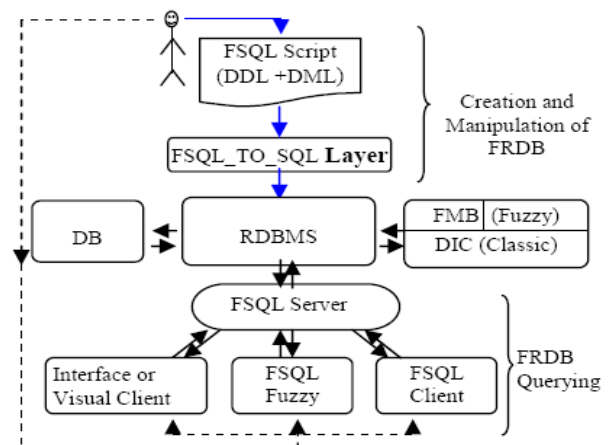 FSQL Script
(DDL +DML)
Creation and
Manipulation of
FRDB
FSQL_TO_SQL Layer
DB
RDBMS
FMB (Fuzzy)
DIC (Classic)
FSQL Server
Interface or
Visual Client
FSQL
Fuzzy
FSQL
Client
FRDB
Querying